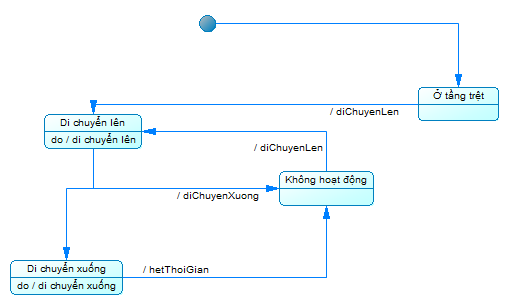 Ở tầng trệt
/ diChuyenLen
Di chuyển lên
do / di chuyển lên
/ diChuyenLen
Không hoạt động
/ diChuyenXuong
Di chuyển xuống
/ hetThoiGian
do / di chuyển xuống